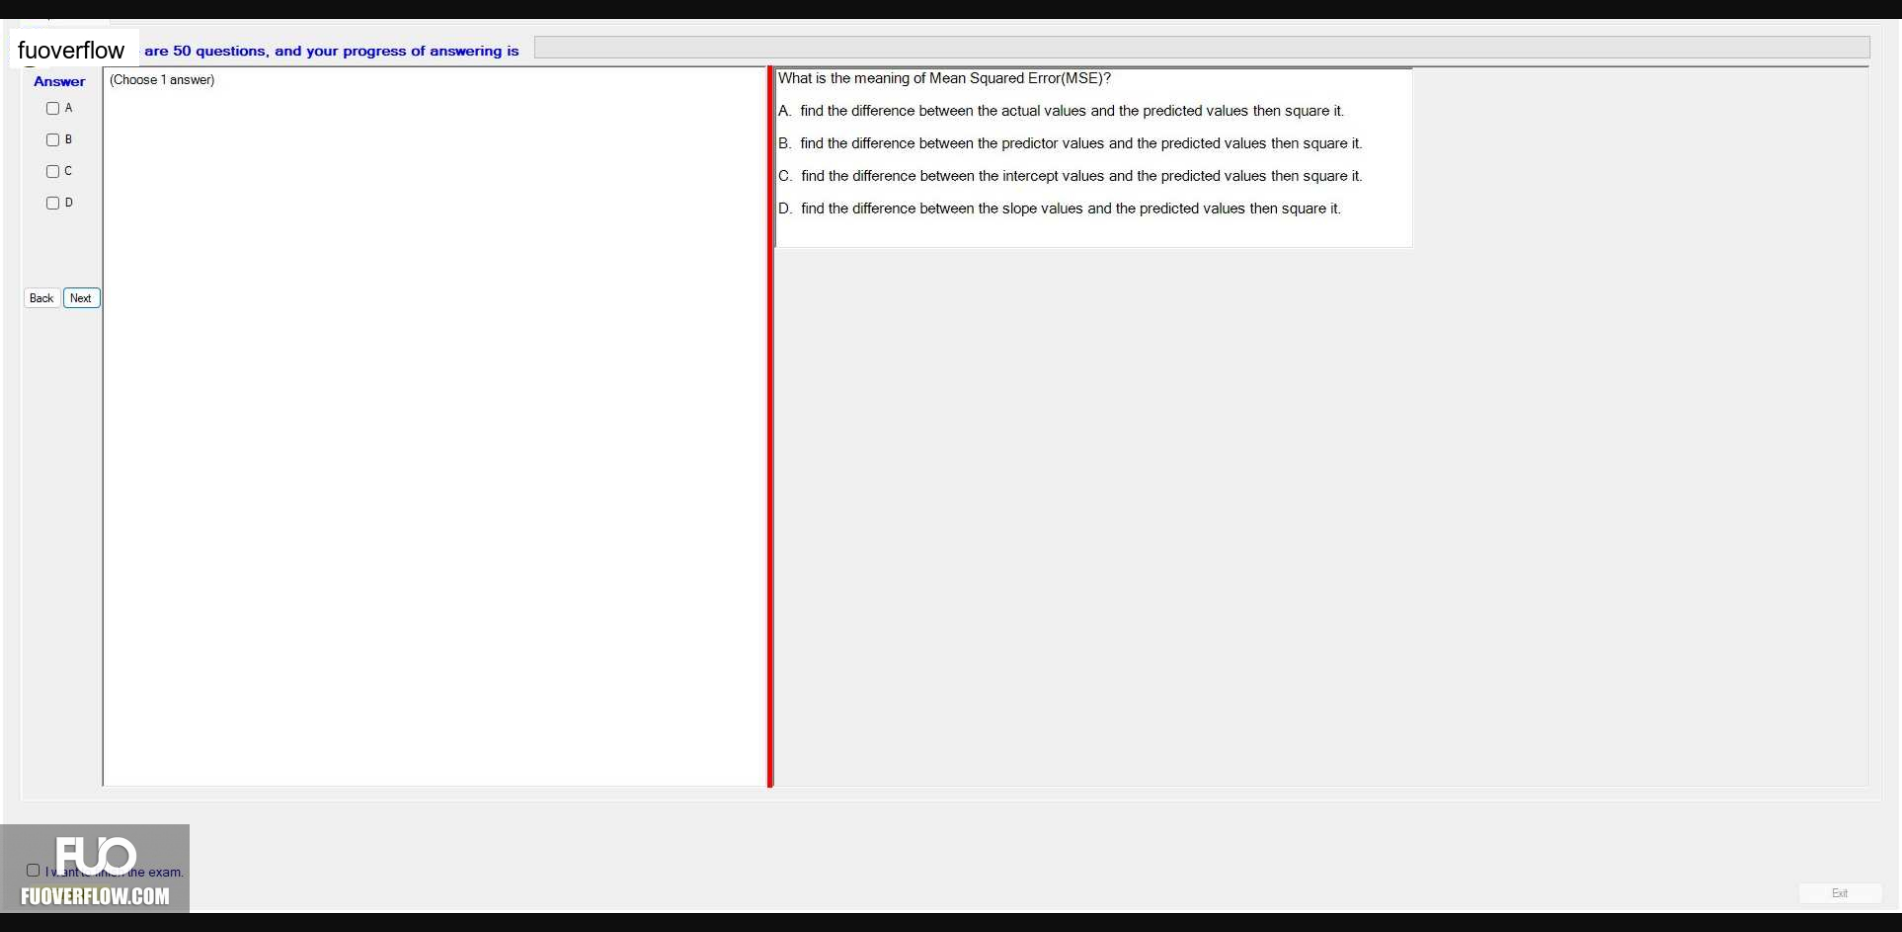 fuoverflow are 50 questions, and your progress of answering is
Answer
(Choose 1 answer)
A
B
C
D
Back Next
What is the meaning of Mean Squared Error(MSE)?
A. find the difference between the actual values and the predicted values then square it.
B. find the difference between the predictor values and the predicted values then square it.
C. find the difference between the intercept values and the predicted values then square it.
D. find the difference between the slope values and the predicted values then square it.
FUO
I want to finish the exam.
FUOVERFLOW.COM
Exit